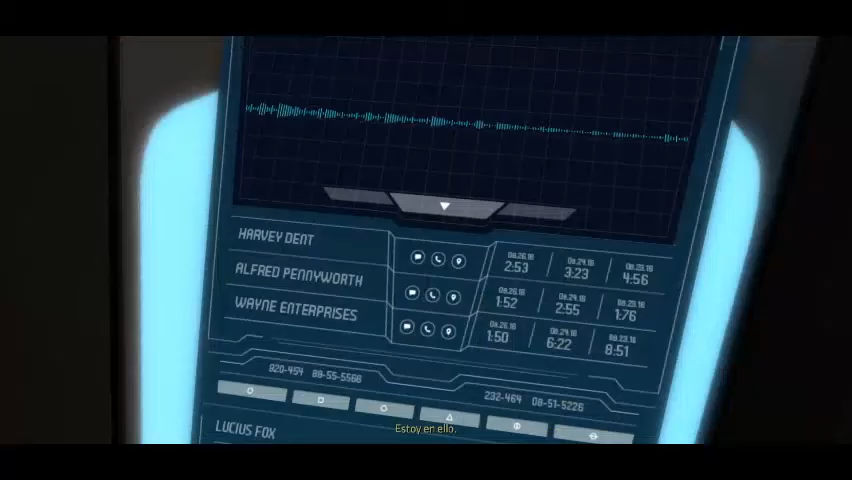 HARVEY DENT
08.26.16 08.24.16 08.23.16
2:53 3:23 4:56
ALFRED PENNYWORTH
08.26.16 08.24.16 08.23.16
1:52 2:55 1:76
WAYNE ENTERPRISES
08.26.16 08.24.16 08.23.16
1:50 6:22 8:51
820-454 88-55-5566
232-464 08-51-5226
LUCIUS FOX
Estoy en ello.